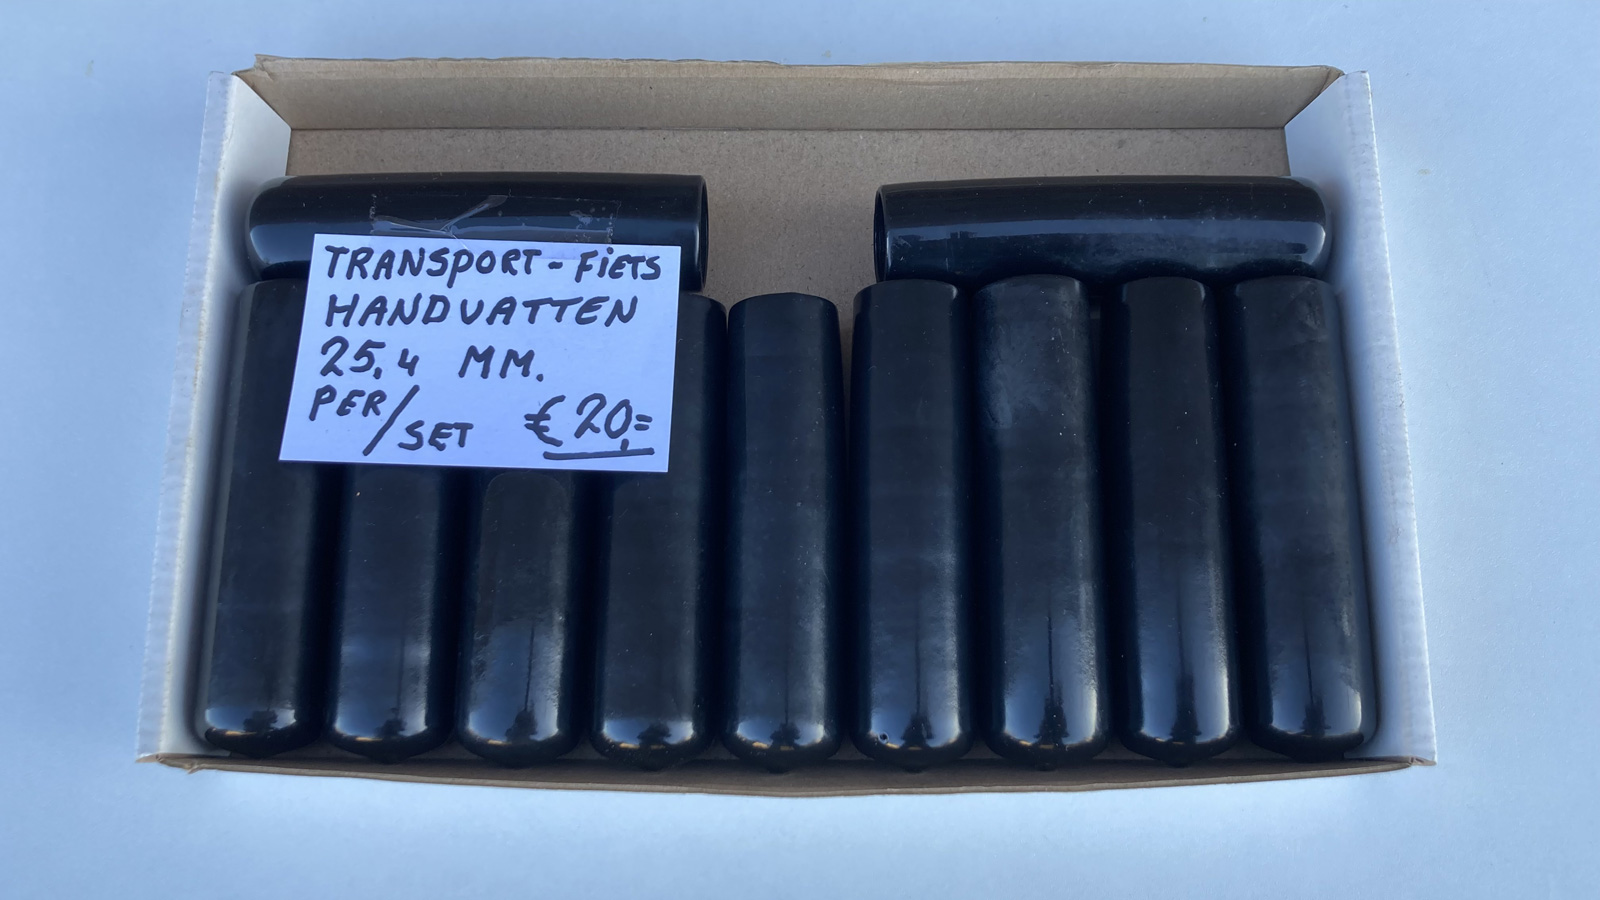 TRANSPORT - FiETS
HANDVATTEN
25,4 MM.
PER/SET €20,=